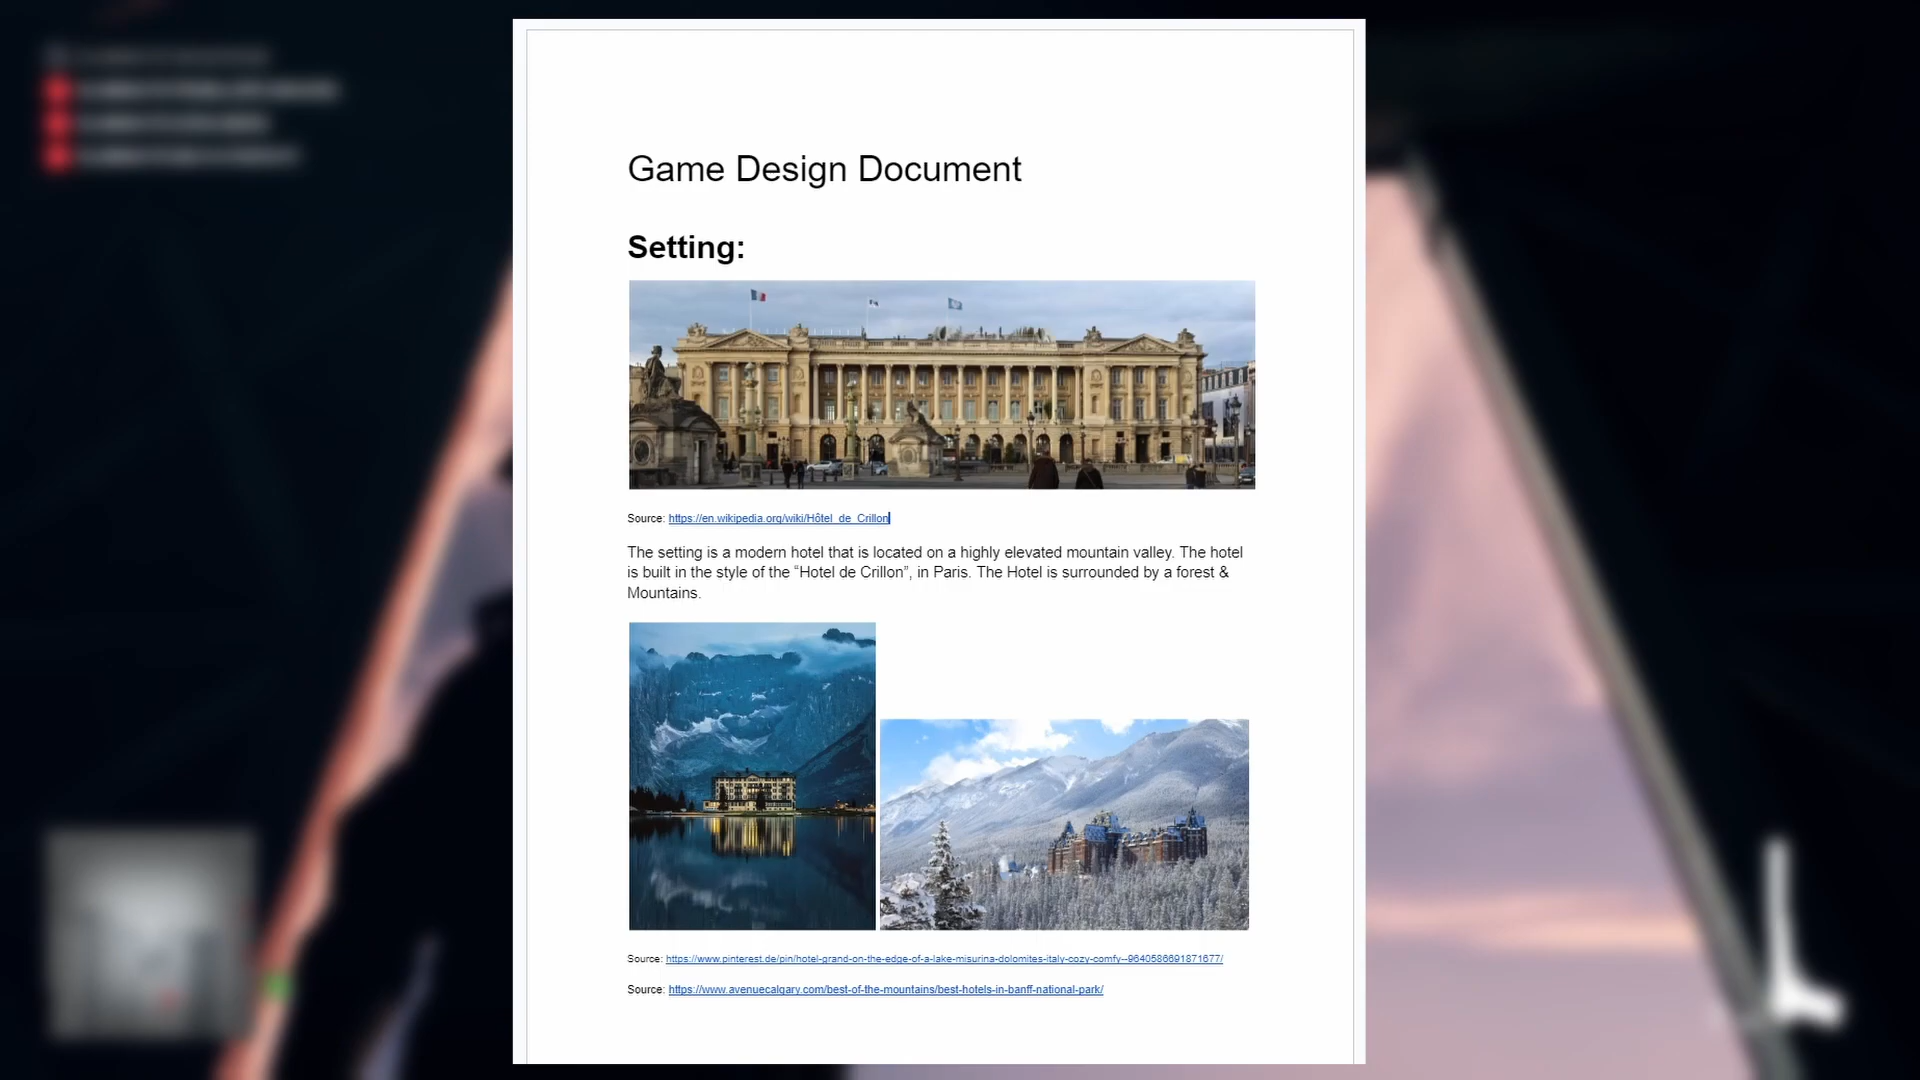 Game Design Document
Setting:
Source: https://en.wikipedia.org/wiki/Hôtel_de_Crillon
The setting is a modern hotel that is located on a highly elevated mountain valley. The hotel
is built in the style of the “Hotel de Crillon”, in Paris. The Hotel is surrounded by a forest &
Mountains.
Source: https://www.pinterest.de/pin/hotel-grand-on-the-edge-of-a-lake-misurina-dolomites-italy-cozy-comfy--9640586691871677/
Source: https://www.avenuecalgary.com/best-of-the-mountains/best-hotels-in-banff-national-park/